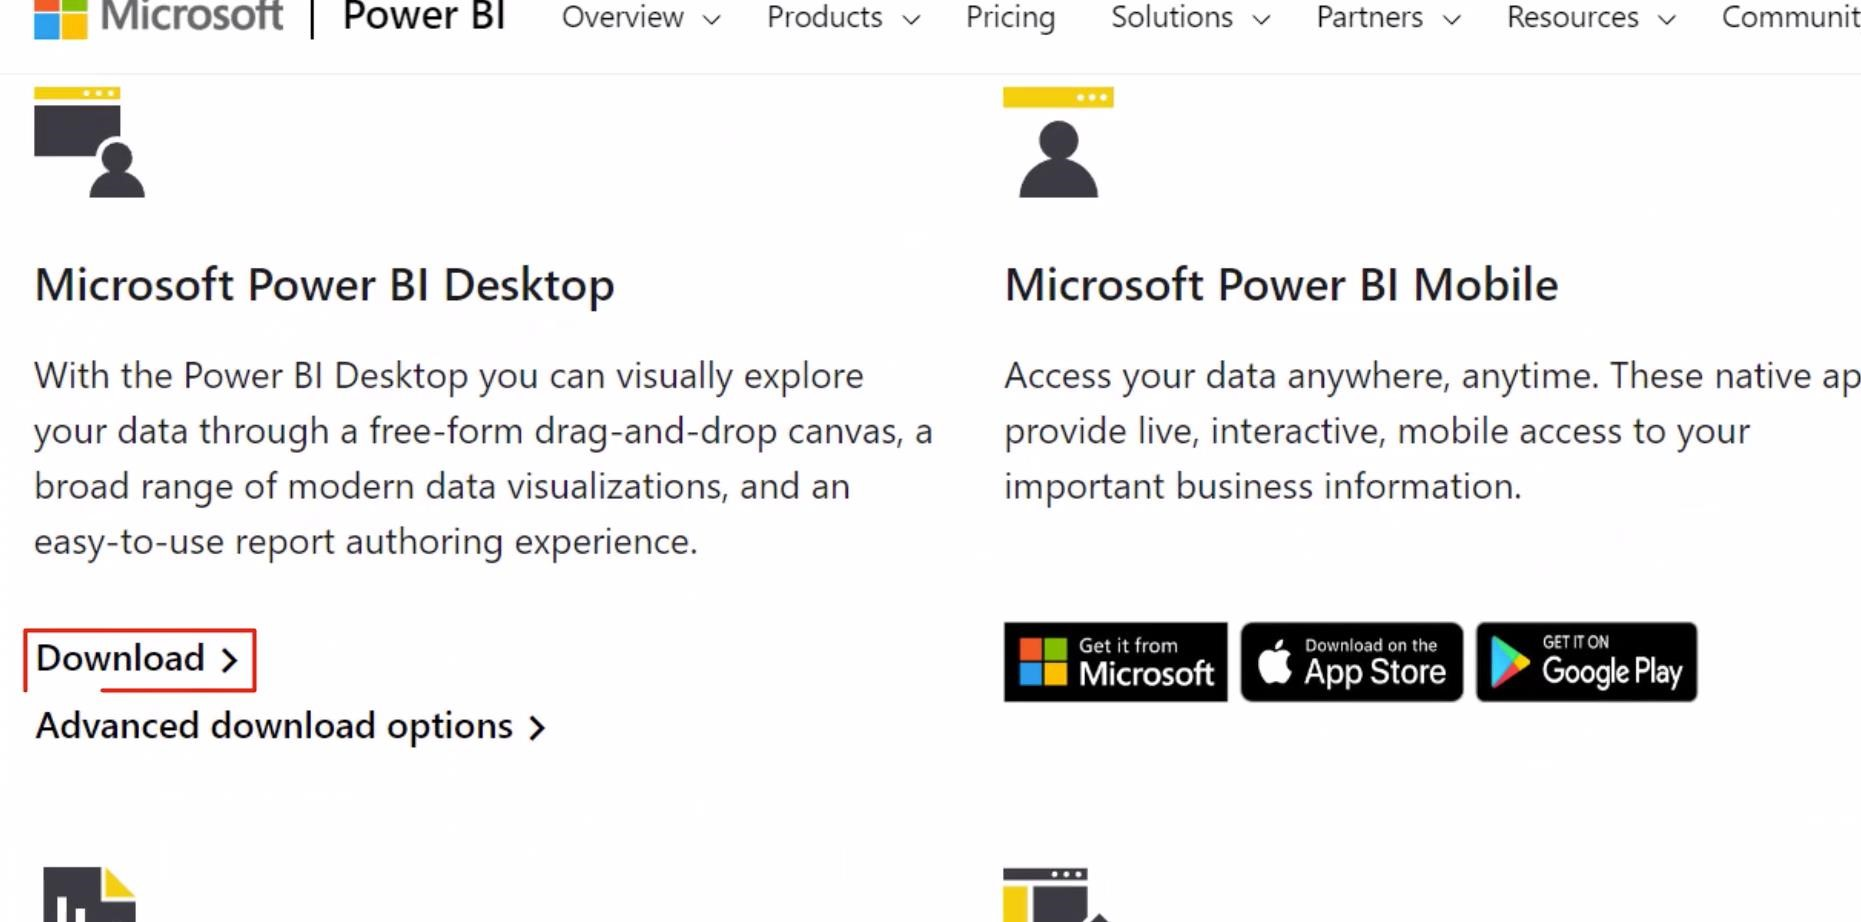 Microsoft | Power BI Overview Products Pricing Solutions Partners Resources Communit
Microsoft Power BI Desktop
With the Power BI Desktop you can visually explore
your data through a free-form drag-and-drop canvas, a
broad range of modern data visualizations, and an
easy-to-use report authoring experience.
Download
Advanced download options
Microsoft Power BI Mobile
Access your data anywhere, anytime. These native ap
provide live, interactive, mobile access to your
important business information.
Get it from
Microsoft
Download on the
App Store
GET IT ON
Google Play